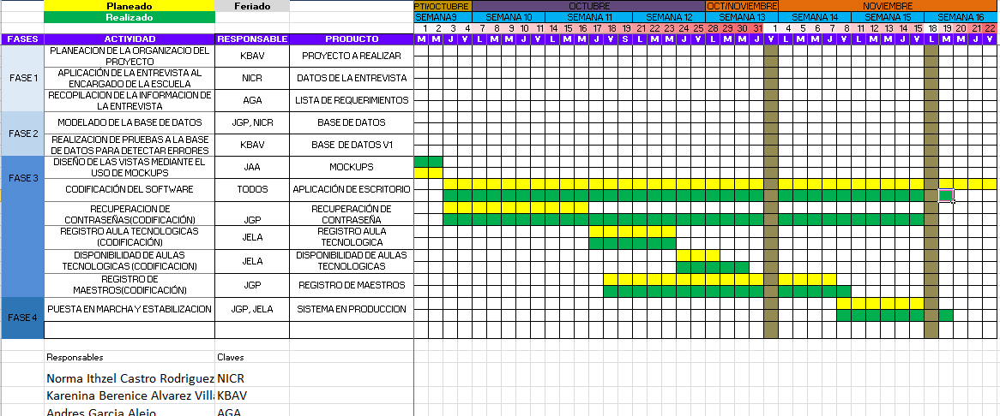 Planeado Feriado PTI/OCTUBRE OCTUBRE OCT/NOVIEMBRE NOVIEMBRE
Realizado SEMANA9 SEMANA 10 SEMANA 11 SEMANA 12 SEMANA 13 SEMANA 14 SEMANA 15 SEMANA 16
1 2 3 4 7 8 9 10 11 14 15 16 17 18 19 21 22 23 24 25 28 29 30 31 1 4 5 6 7 8 11 12 13 14 15 18 19 20 21 22
FASES ACTIVIDAD RESPONSABLE PRODUCTO M M J V L M M J V L M M J V S L M M J V L M M J V L M M J V L M M J V L M M J V
FASE 1
PLANEACION DE LA ORGANIZACIO DEL
PROYECTO
KBAV
PROYECTO A REALIZAR
APLICACIÓN DE LA ENTREVISTA AL
ENCARGADO DE LA ESCUELA
NICR
DATOS DE LA ENTREVISTA
RECOPILACION DE LA INFORMACION DE
LA ENTREVISTA
AGA
LISTA DE REQUERIMIENTOS
FASE 2
MODELADO DE LA BASE DE DATOS
JGP, NICR
BASE DE DATOS
REALIZACION DE PRUEBAS A LA BASE
DE DATOS PARA DETECTAR ERRORES
KBAV
BASE DE DATOS V1
FASE 3
DISEÑO DE LAS VISTAS MEDIANTE EL
USO DE MOCKUPS
JAA
MOCKUPS
CODIFICACIÓN DEL SOFTWARE
TODOS
APLICACIÓN DE ESCRITORIO
RECUPERACION DE
CONTRASEÑAS(CODIFICACIÓN)
JGP
RECUPERACIÓN DE
CONTRASEÑA
REGISTRO AULA TECNOLOGICAS
(CODIFICACIÓN)
JELA
REGISTRO AULA
TECNOLOGICA
DISPONIBILIDAD DE AULAS
TECNOLOGICAS (CODIFICACION)
JELA
DISPONIBILIDAD DE AULAS
TECNOLOGICAS
REGISTRO DE
MAESTROS(CODIFICACIÓN)
JGP
REGISTRO DE MAESTROS
FASE 4
PUESTA EN MARCHA Y ESTABILIZACION
JGP, JELA
SISTEMA EN PRODUCCION
Responsables Claves
Norma Ithzel Castro Rodriguez NICR
Karenina Berenice Alvarez Villa KBAV
Andres Garcia Alejo AGA